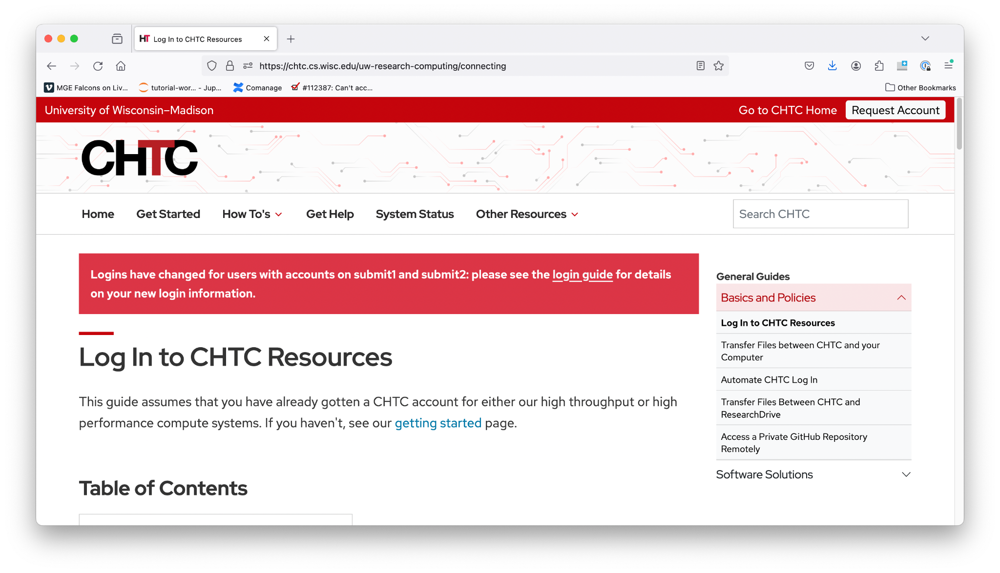 HT Log In to CHTC Resources
https://chtc.cs.wisc.edu/uw-research-computing/connecting
MGE Falcons on Liv... tutorial-wor... - Jup... Comanage #112387: Can't acc... Other Bookmarks
University of Wisconsin–Madison Go to CHTC Home Request Account
CHTC
Home Get Started How To's Get Help System Status Other Resources Search CHTC
Logins have changed for users with accounts on submit1 and submit2: please see the login guide for details
on your new login information.
Log In to CHTC Resources
This guide assumes that you have already gotten a CHTC account for either our high throughput or high
performance compute systems. If you haven't, see our getting started page.
Table of Contents
General Guides
Basics and Policies
Log In to CHTC Resources
Transfer Files between CHTC and your
Computer
Automate CHTC Log In
Transfer Files Between CHTC and
ResearchDrive
Access a Private GitHub Repository
Remotely
Software Solutions